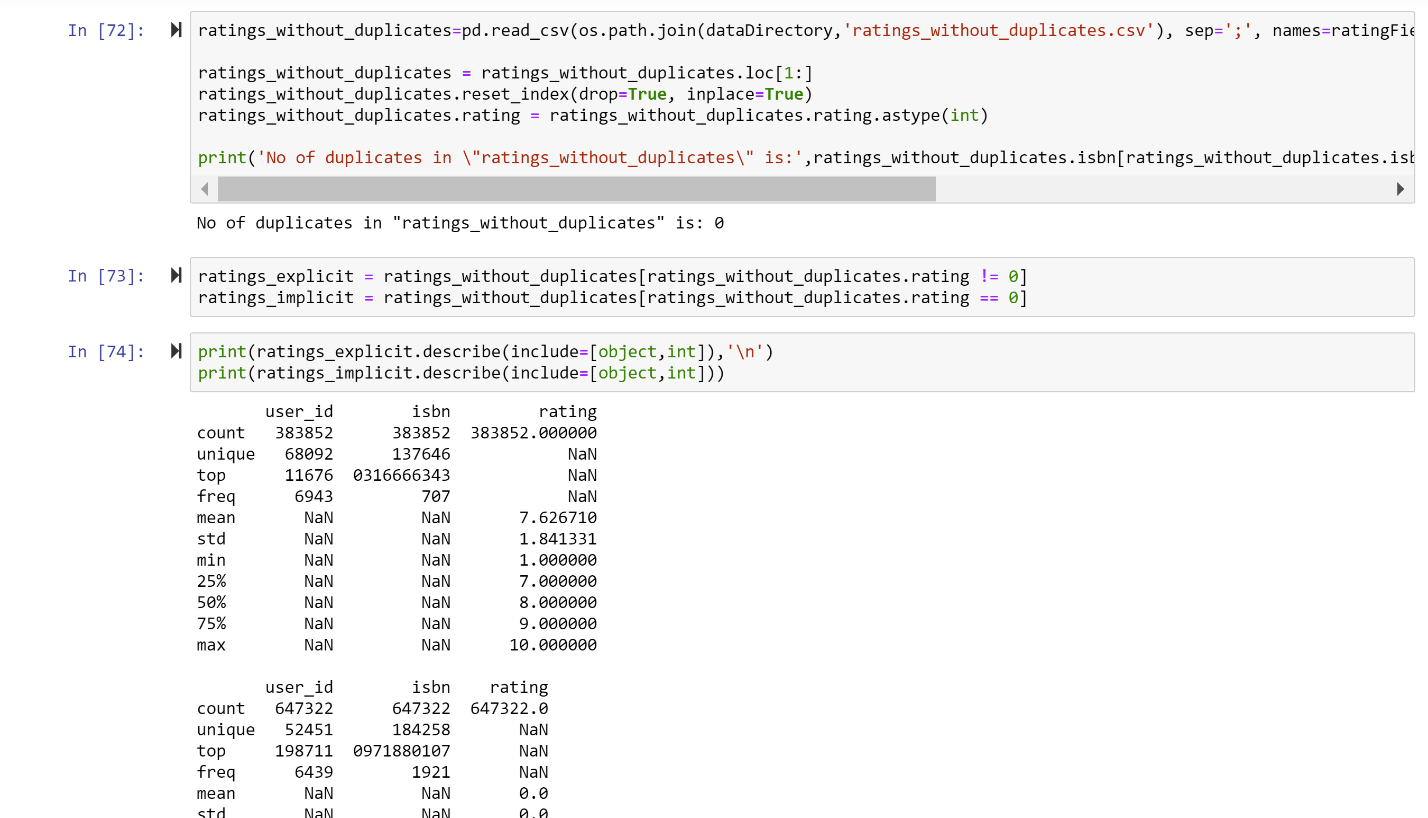 In [72]:
ratings_without_duplicates=pd.read_csv(os.path.join(dataDirectory,'ratings_without_duplicates.csv'), sep=';', names=ratingFie
ratings_without_duplicates = ratings_without_duplicates.loc[1:]
ratings_without_duplicates.reset_index(drop=True, inplace=True)
ratings_without_duplicates.rating = ratings_without_duplicates.rating.astype(int)
print('No of duplicates in \"ratings_without_duplicates\" is:',ratings_without_duplicates.isbn[ratings_without_duplicates.isb
No of duplicates in "ratings_without_duplicates" is: 0
In [73]:
ratings_explicit = ratings_without_duplicates[ratings_without_duplicates.rating != 0]
ratings_implicit = ratings_without_duplicates[ratings_without_duplicates.rating == 0]
In [74]:
print(ratings_explicit.describe(include=[object,int]),'\n')
print(ratings_implicit.describe(include=[object,int]))
user_id isbn rating
count 383852 383852 383852.000000
unique 68092 137646 NaN
top 11676 0316666343 NaN
freq 6943 707 NaN
mean NaN NaN 7.626710
std NaN NaN 1.841331
min NaN NaN 1.000000
25% NaN NaN 7.000000
50% NaN NaN 8.000000
75% NaN NaN 9.000000
max NaN NaN 10.000000
user_id isbn rating
count 647322 647322 647322.0
unique 52451 184258 NaN
top 198711 0971880107 NaN
freq 6439 1921 NaN
mean NaN NaN 0.0
std NaN NaN 0.0